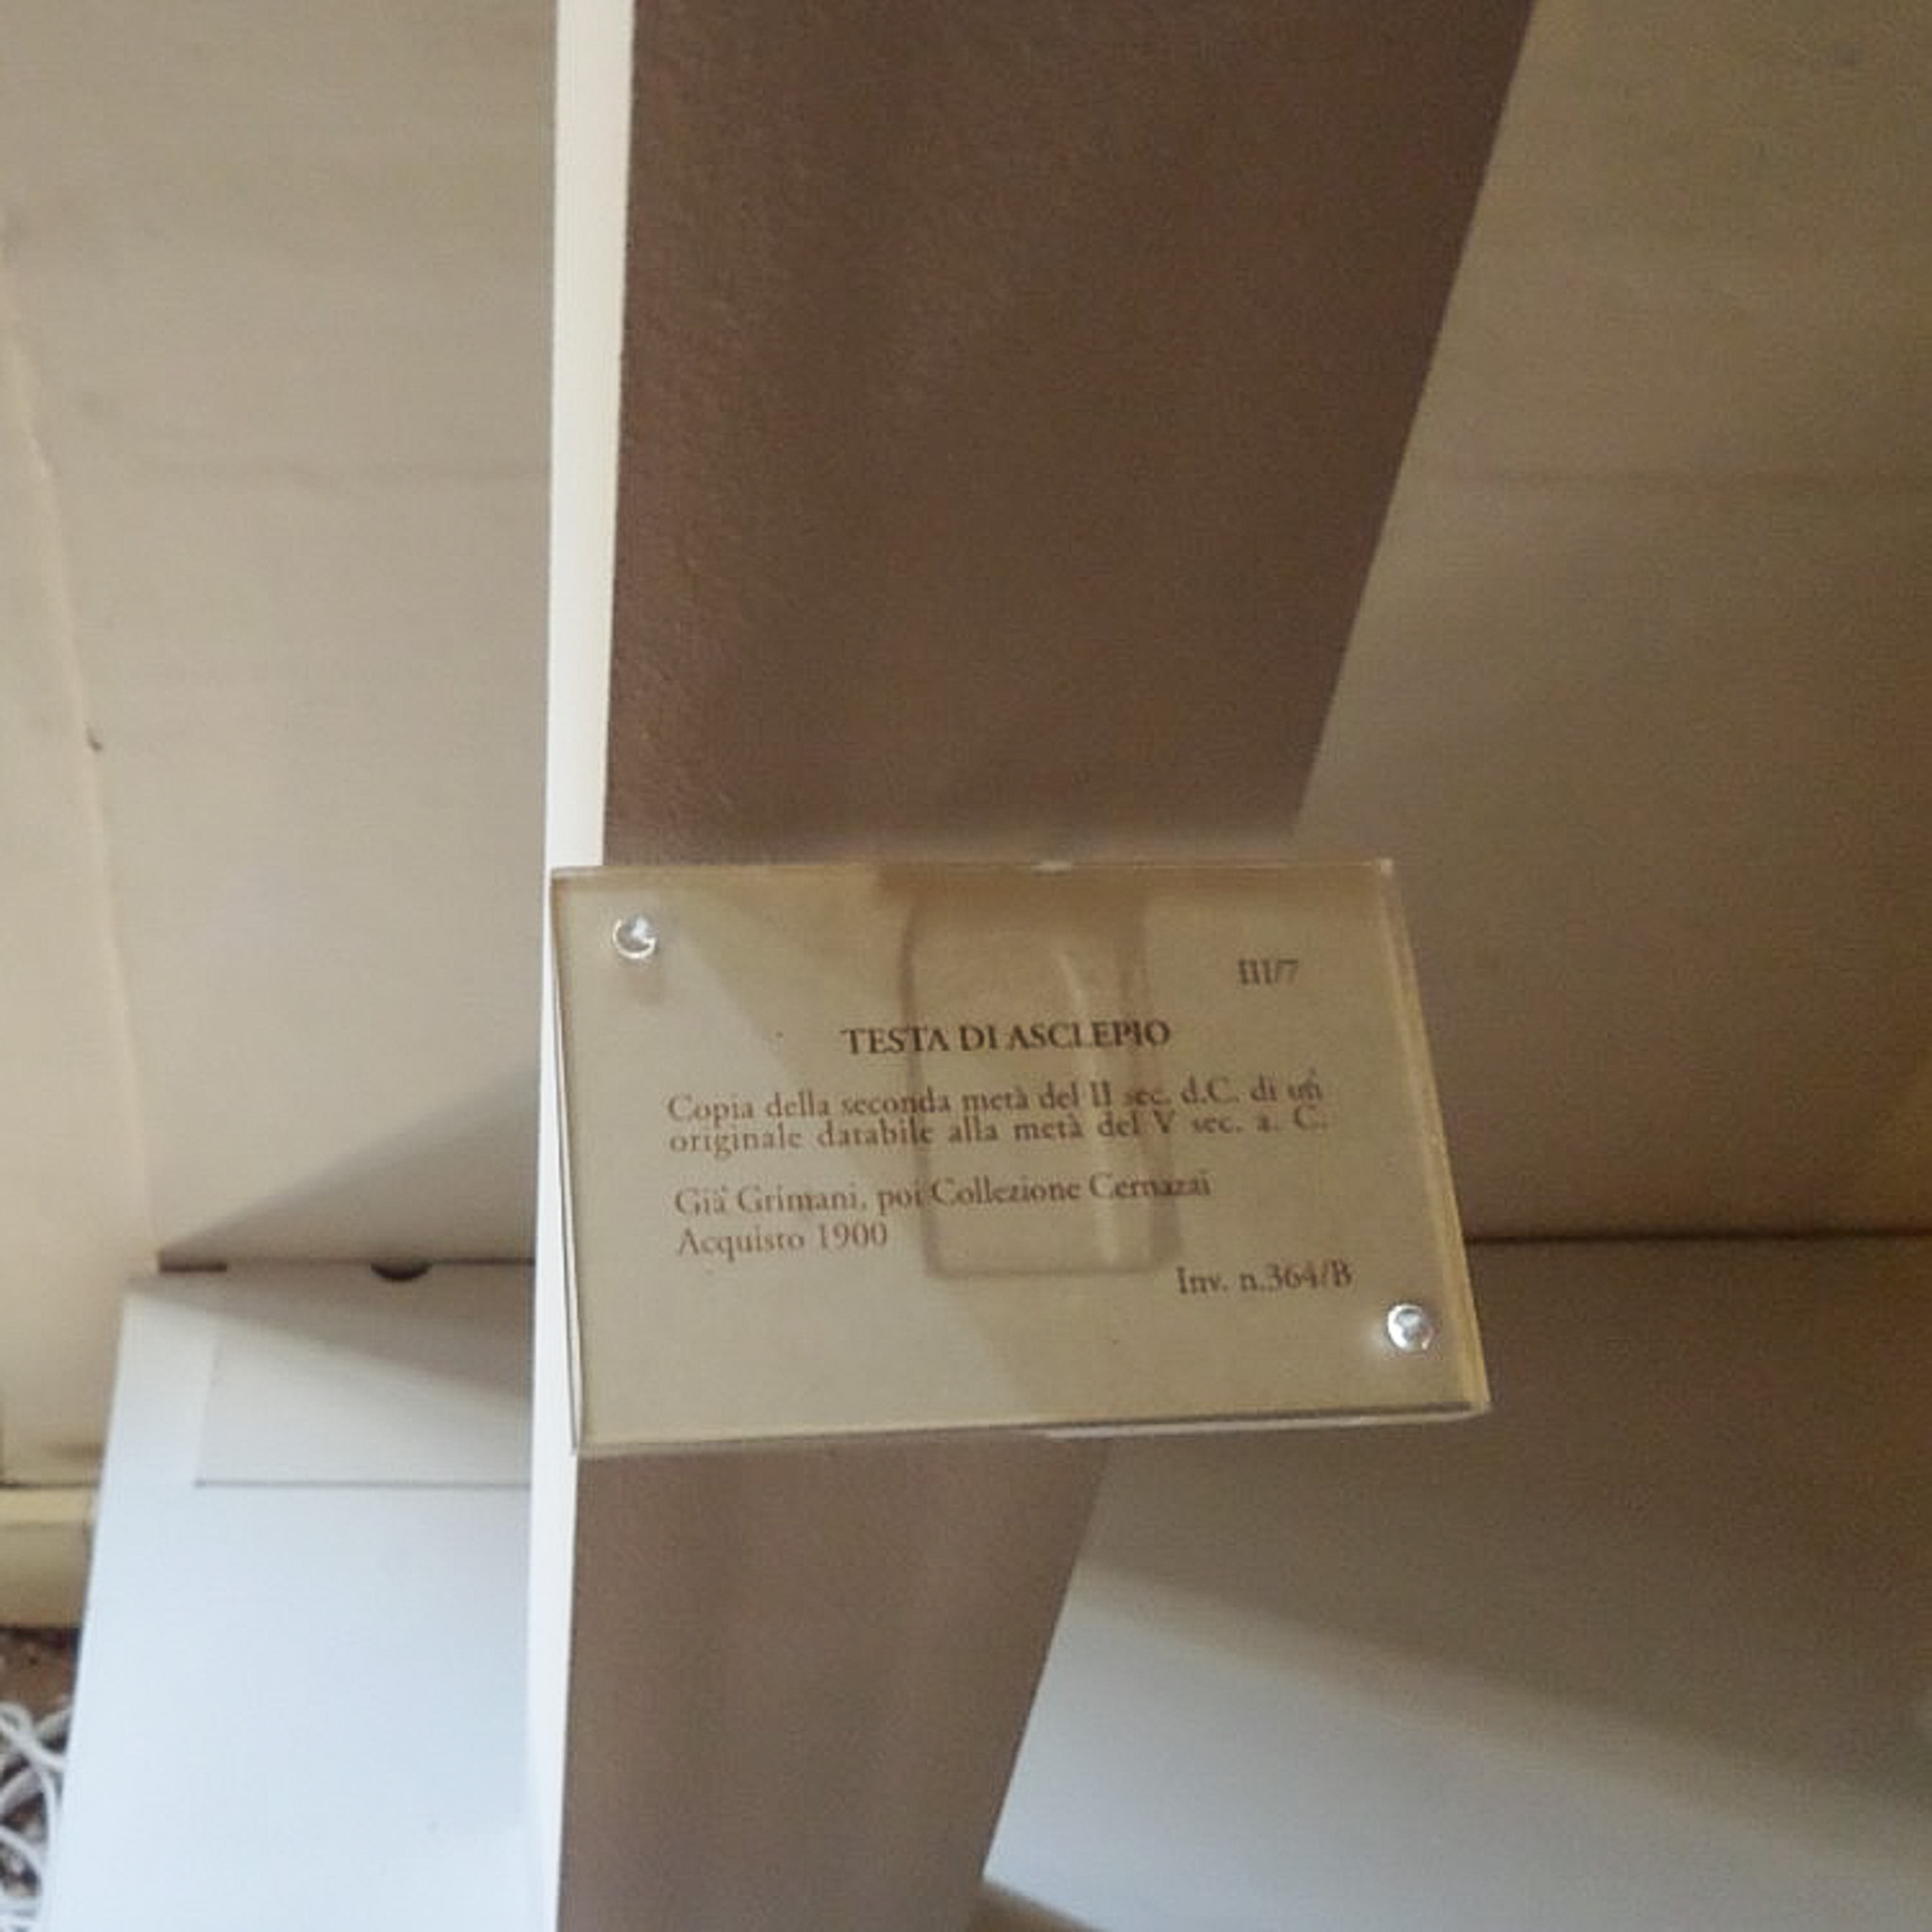 III/7
TESTA DI ASCLEPIO
Copia della seconda metà del II sec. d.C. di un
originale databile alla metà del V sec. a. C.
Già Grimani, poi Collezione Cernazai
Acquisto 1900
Inv. n.364/B